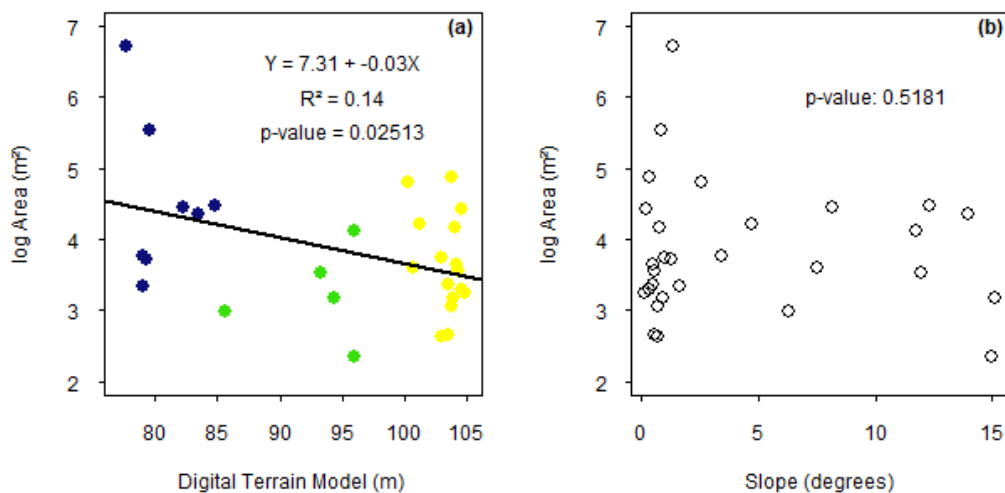 (a)
Y = 7.31 + -0.03X
R² = 0.14
p-value = 0.02513
7
6
5
4
3
2
log Area (m²)
80 85 90 95 100 105
Digital Terrain Model (m)
(b)
p-value: 0.5181
7
6
5
4
3
2
log Area (m²)
0 5 10 15
Slope (degrees)